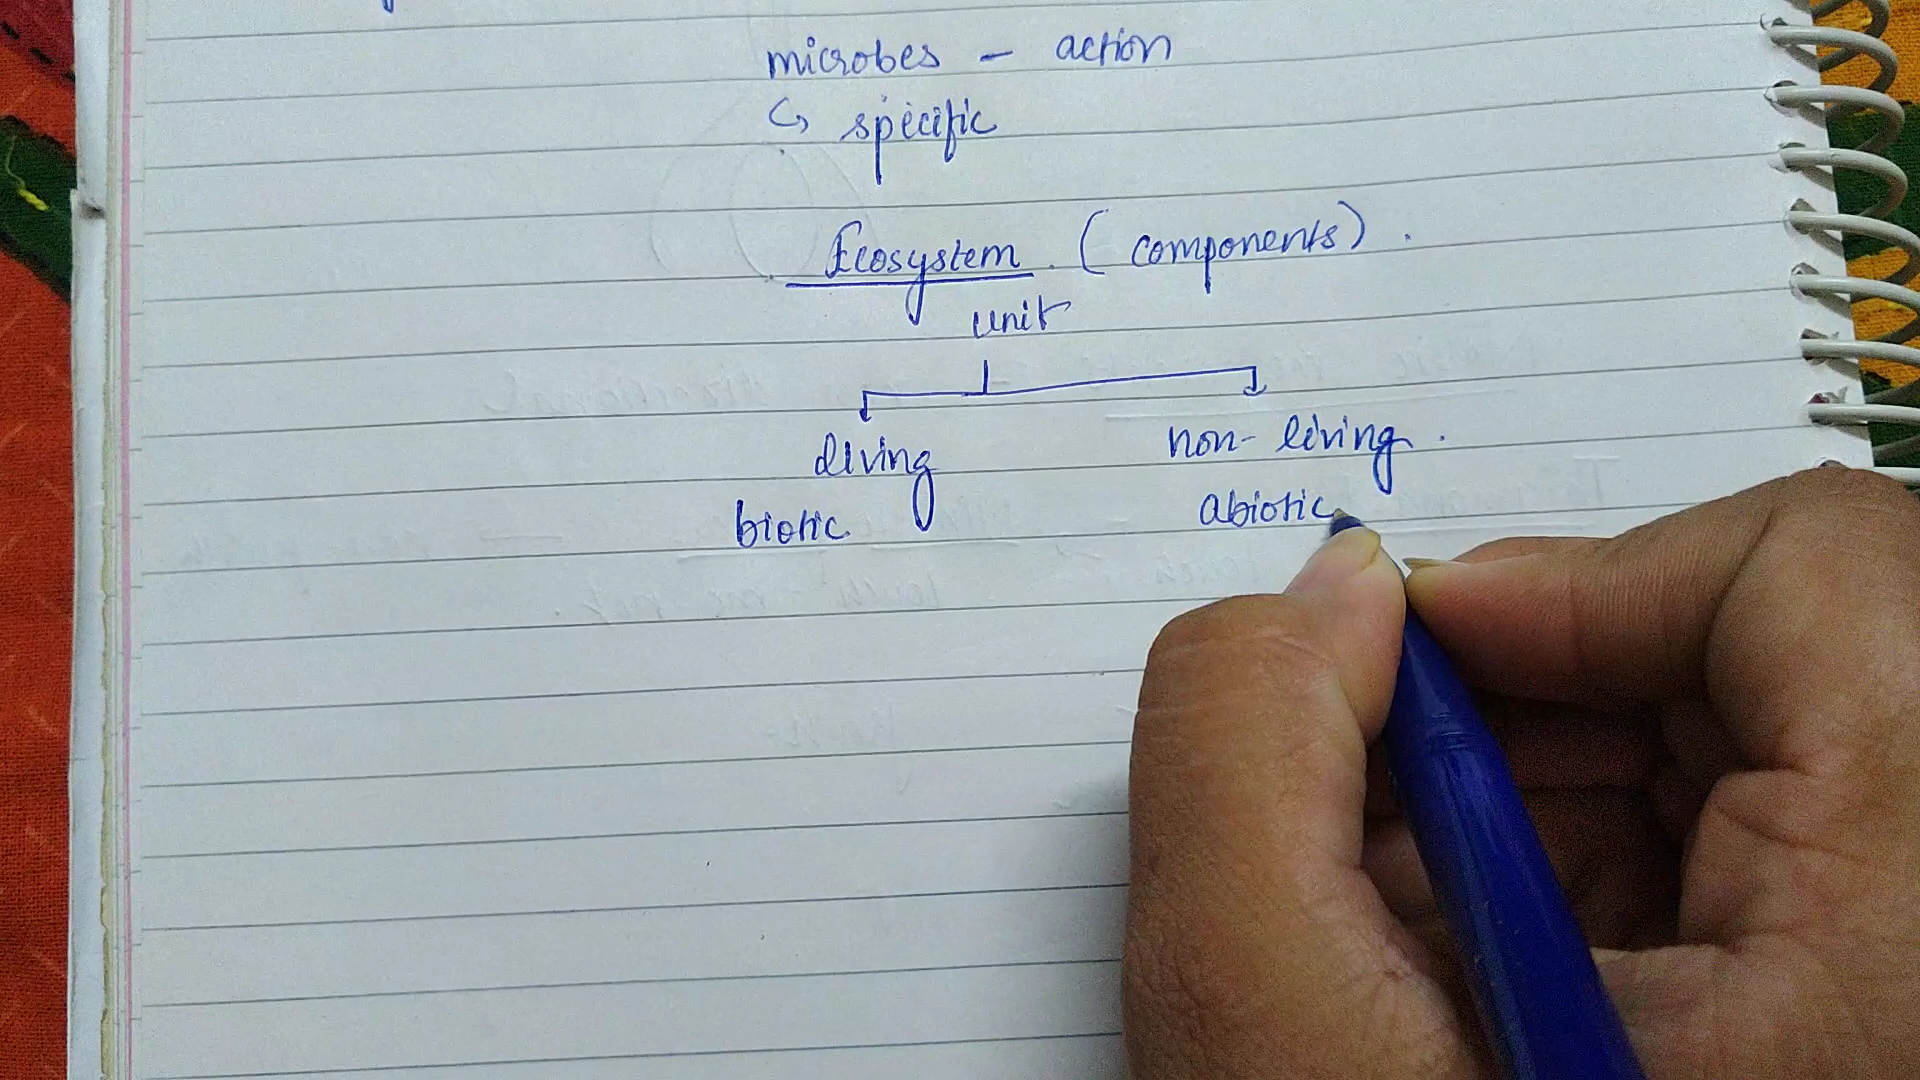 microbes - action
↳ specific
Ecosystem (components).
unit
living non-living.
biotic abiotic